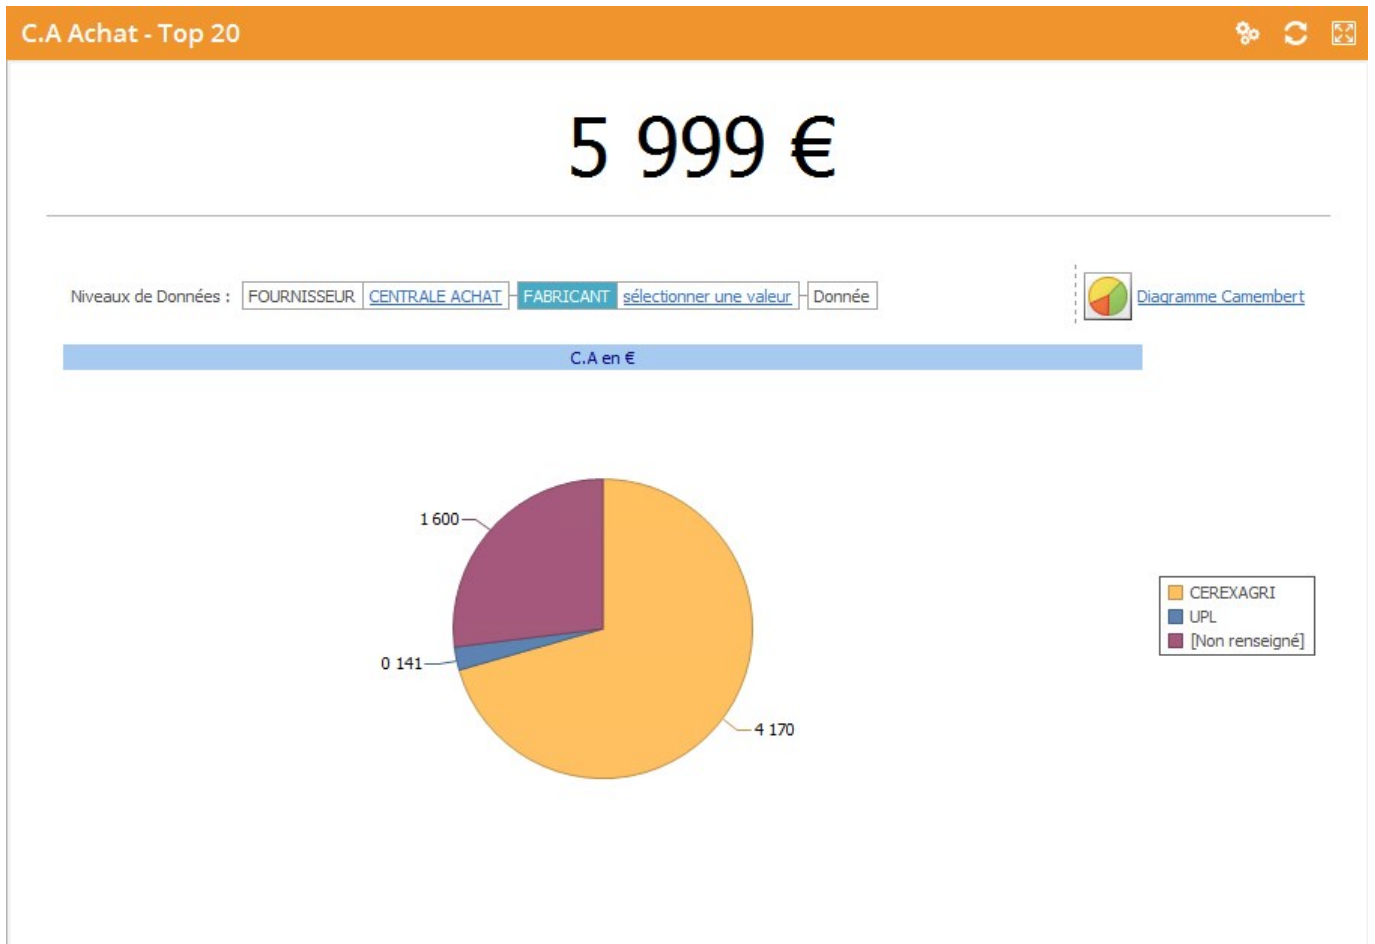 C.A Achat - Top 20
5 999 €
Niveaux de Données : FOURNISSEUR CENTRALE ACHAT FABRICANT sélectionner une valeur Donnée Diagramme Camembert
C.A en €
1 600
0 141
4 170
CEREXAGRI
UPL
[Non renseigné]